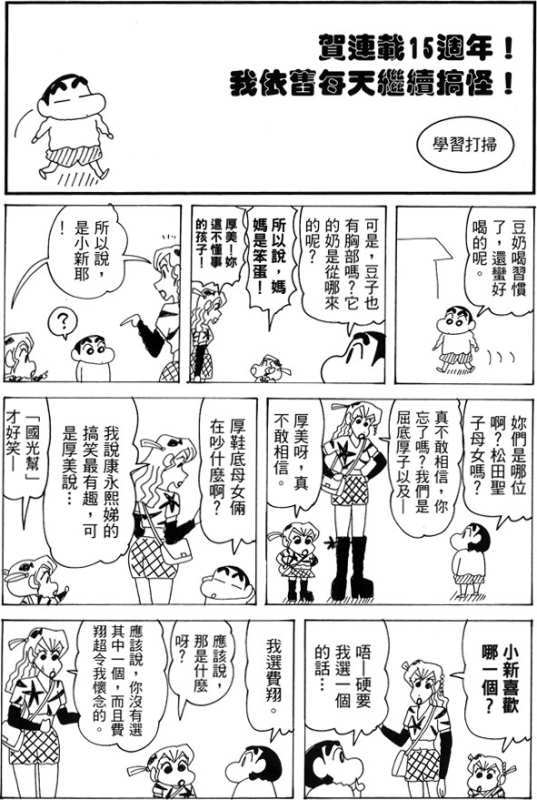 賀連載15週年！
我依舊每天繼續搞怪！
學習打掃
豆奶喝習慣
了，還蠻好
喝的呢。
可是，豆子也
有胸部嗎？它
的奶是從哪來
的呢？
所以說，媽
媽是笨蛋！
厚美！妳
這不懂事
的孩子！
所以說，
是小新耶
！
？
妳們是哪位
啊？松田聖
子母女嗎？
真不敢相信，你
忘了嗎？我們是
屈底厚子以及—
厚美呀，真
不敢相信。
厚鞋底母女倆
在吵什麼啊？
我說康永熙娣的
搞笑最有趣，可
是厚美說…
「國光幫」
才好笑—
小新喜歡
哪一個？
唔—硬要
我選一個
的話…
我選費翔。
應該說，
那是什麼
呀？
應該說，你沒有選
其中一個，而且費
翔超令我懷念的。